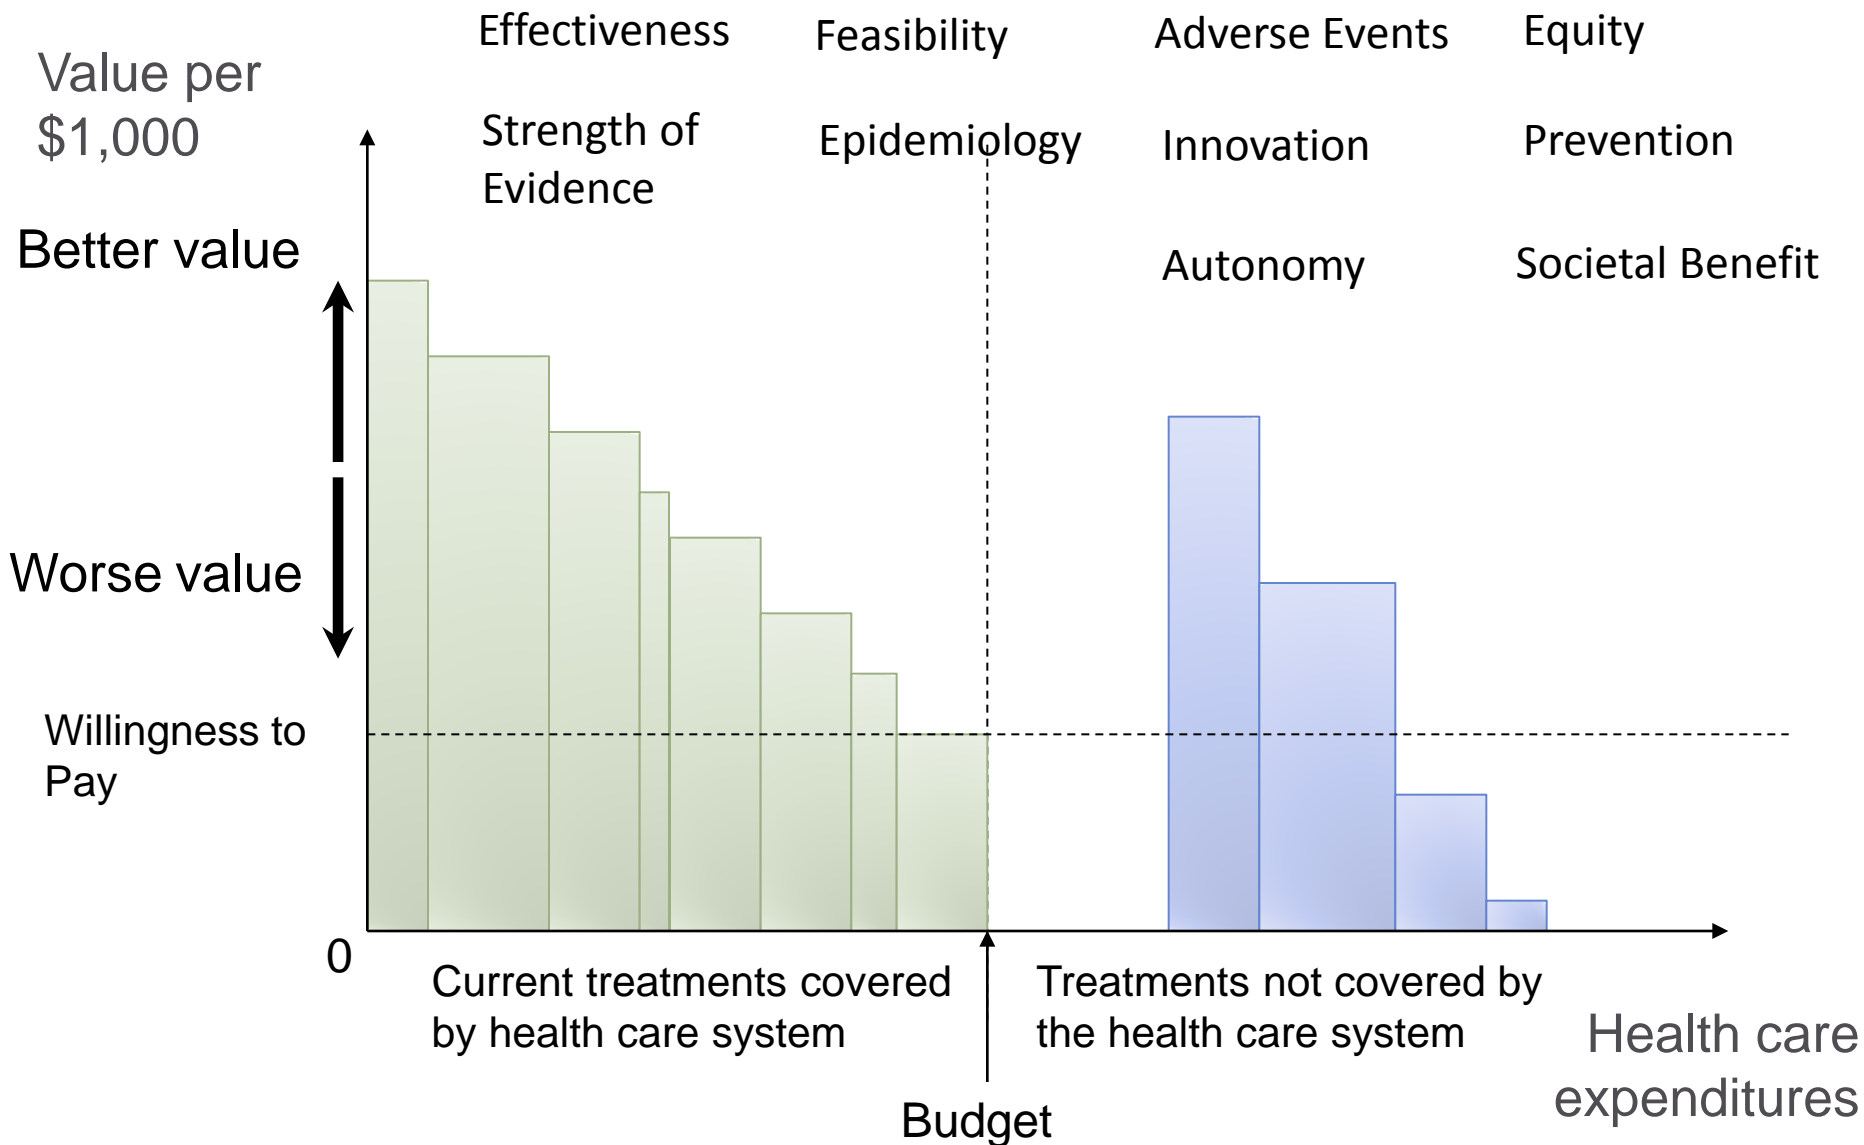 Effectiveness
Feasibility
Adverse Events
Equity
Value per
$1,000
Strength of
Evidence
Epidemiology
Innovation
Prevention
Better value
Autonomy
Societal Benefit
Worse value
Willingness to
Pay
0
Current treatments covered
by health care system
Treatments not covered by
the health care system
Health care
expenditures
Budget